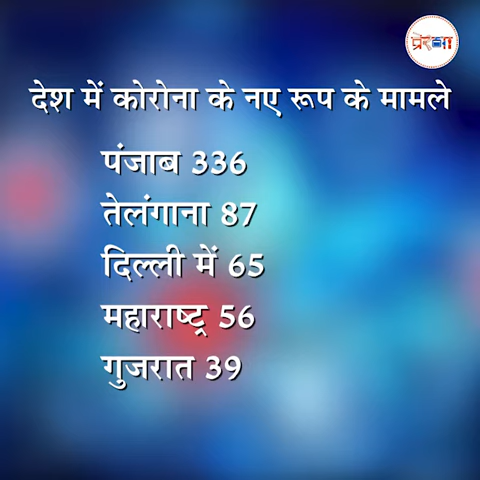 प्रेरणा
देश में कोरोना के नए रूप के मामले
पंजाब 336
तेलंगाना 87
दिल्ली में 65
महाराष्ट्र 56
गुजरात 39